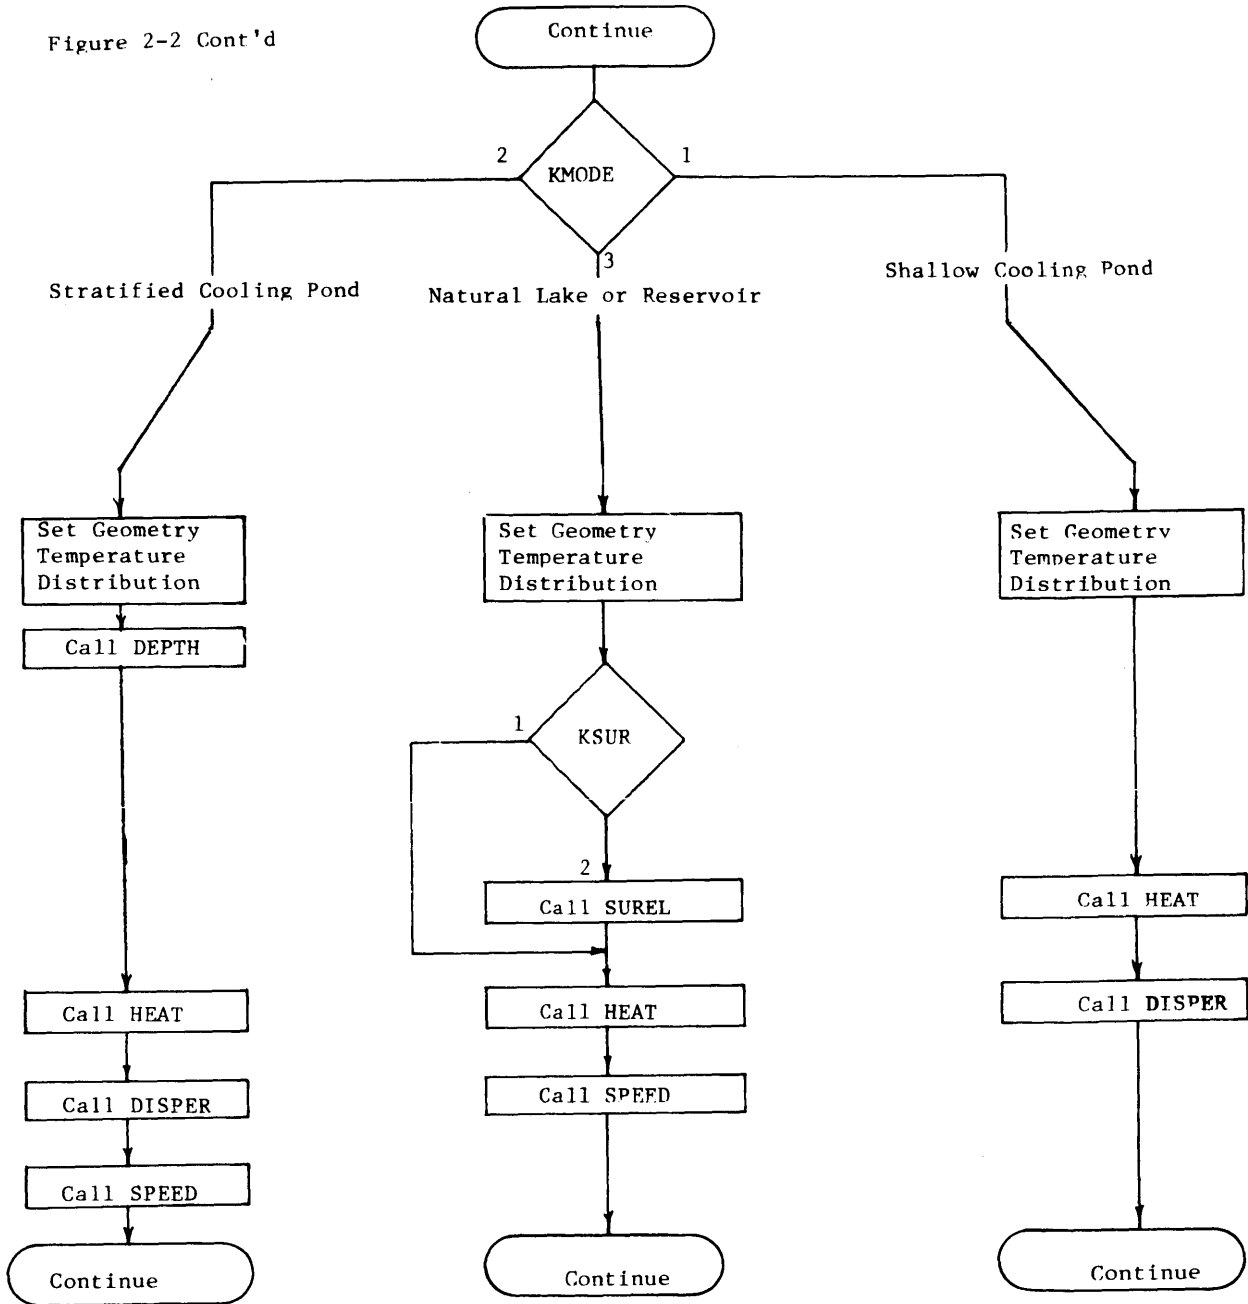 Figure 2-2 Cont'd
Continue
2
KMODE
1
3
Stratified Cooling Pond
Natural Lake or Reservoir
Shallow Cooling Pond
Set Geometry
Temperature
Distribution
Call DEPTH
Set Geometry
Temperature
Distribution
Set Geometry
Temperature
Distribution
1
KSUR
2
Call SUREL
Call HEAT
Call DISPER
Call SPEED
Continue
Call HEAT
Call SPEED
Continue
Call HEAT
Call DISPER
Continue